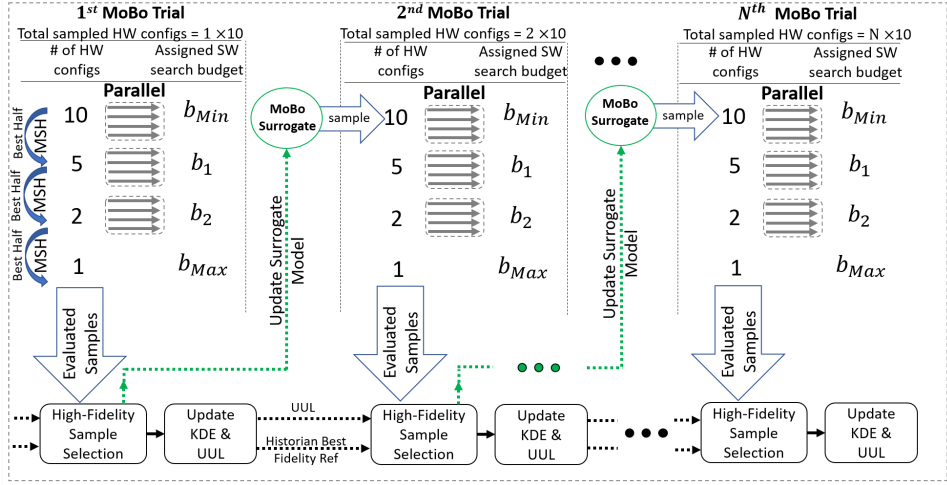 1st MoBo Trial
Total sampled HW configs = 1 ×10
# of HW configs
Assigned SW search budget
Parallel
10
bMin
5
b1
2
b2
1
bMax
Best Half
MSH
Best Half
MSH
Best Half
MSH
Evaluated Samples
High-Fidelity Sample Selection
Update KDE & UUL
MoBo Surrogate
sample
Update Surrogate Model
UUL
Historian Best Fidelity Ref
2nd MoBo Trial
Total sampled HW configs = 2 ×10
# of HW configs
Assigned SW search budget
Parallel
10
bMin
5
b1
2
b2
1
bMax
Evaluated Samples
High-Fidelity Sample Selection
Update KDE & UUL
MoBo Surrogate
sample
Update Surrogate Model
Nth MoBo Trial
Total sampled HW configs = N ×10
# of HW configs
Assigned SW search budget
Parallel
10
bMin
5
b1
2
b2
1
bMax
Evaluated Samples
High-Fidelity Sample Selection
Update KDE & UUL